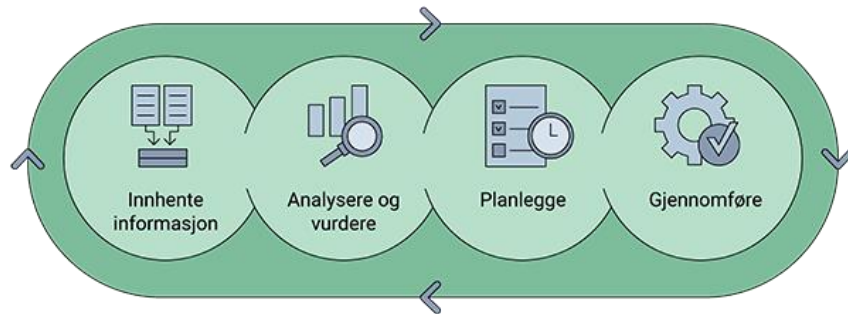 Innhente
informasjon
Analysere og
vurdere
Planlegge
Gjennomføre